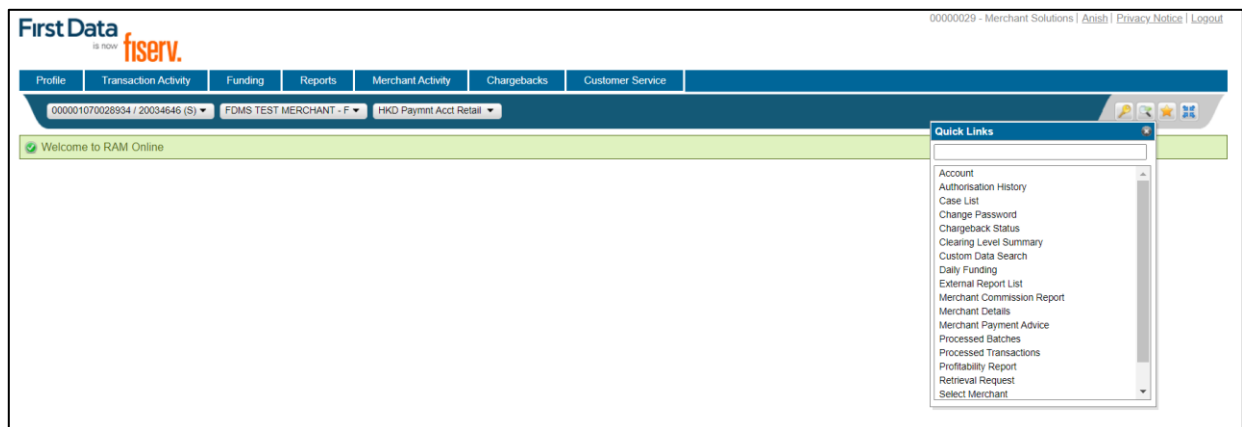 00000029 - Merchant Solutions | Anish | Privacy Notice | Logout
First Data
is now fiserv.
Profile Transaction Activity Funding Reports Merchant Activity Chargebacks Customer Service
000001070028934 / 20034646 (S) FDMS TEST MERCHANT - F HKD Paymnt Acct Retail
Welcome to RAM Online
Quick Links
Account
Authorisation History
Case List
Change Password
Chargeback Status
Clearing Level Summary
Custom Data Search
Daily Funding
External Report List
Merchant Commission Report
Merchant Details
Merchant Payment Advice
Processed Batches
Processed Transactions
Profitability Report
Retrieval Request
Select Merchant